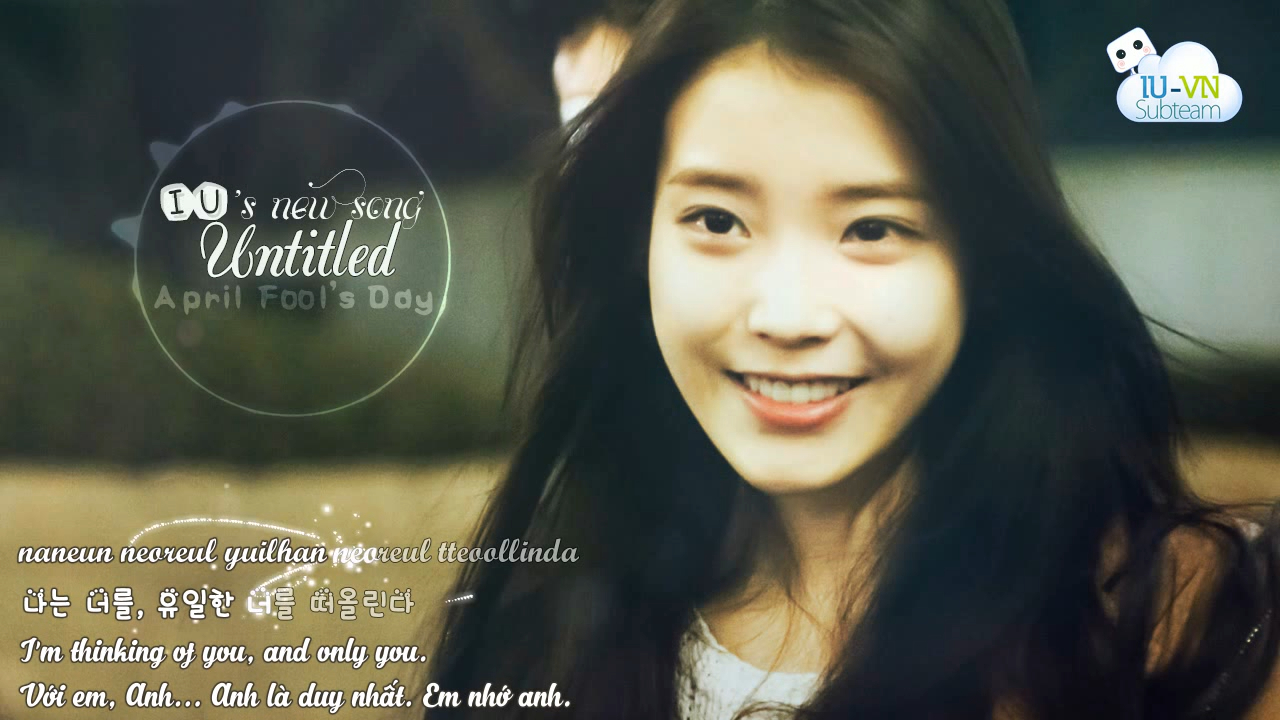 IU's new song
Untitled
April Fool's Day
IU-VN
Subteam
naneun neoreul yuilhan neoreul tteoollinda
나는 너를, 유일한 너를 떠올린다
I'm thinking of you, and only you.
Với em, Anh... Anh là duy nhất. Em nhớ anh.